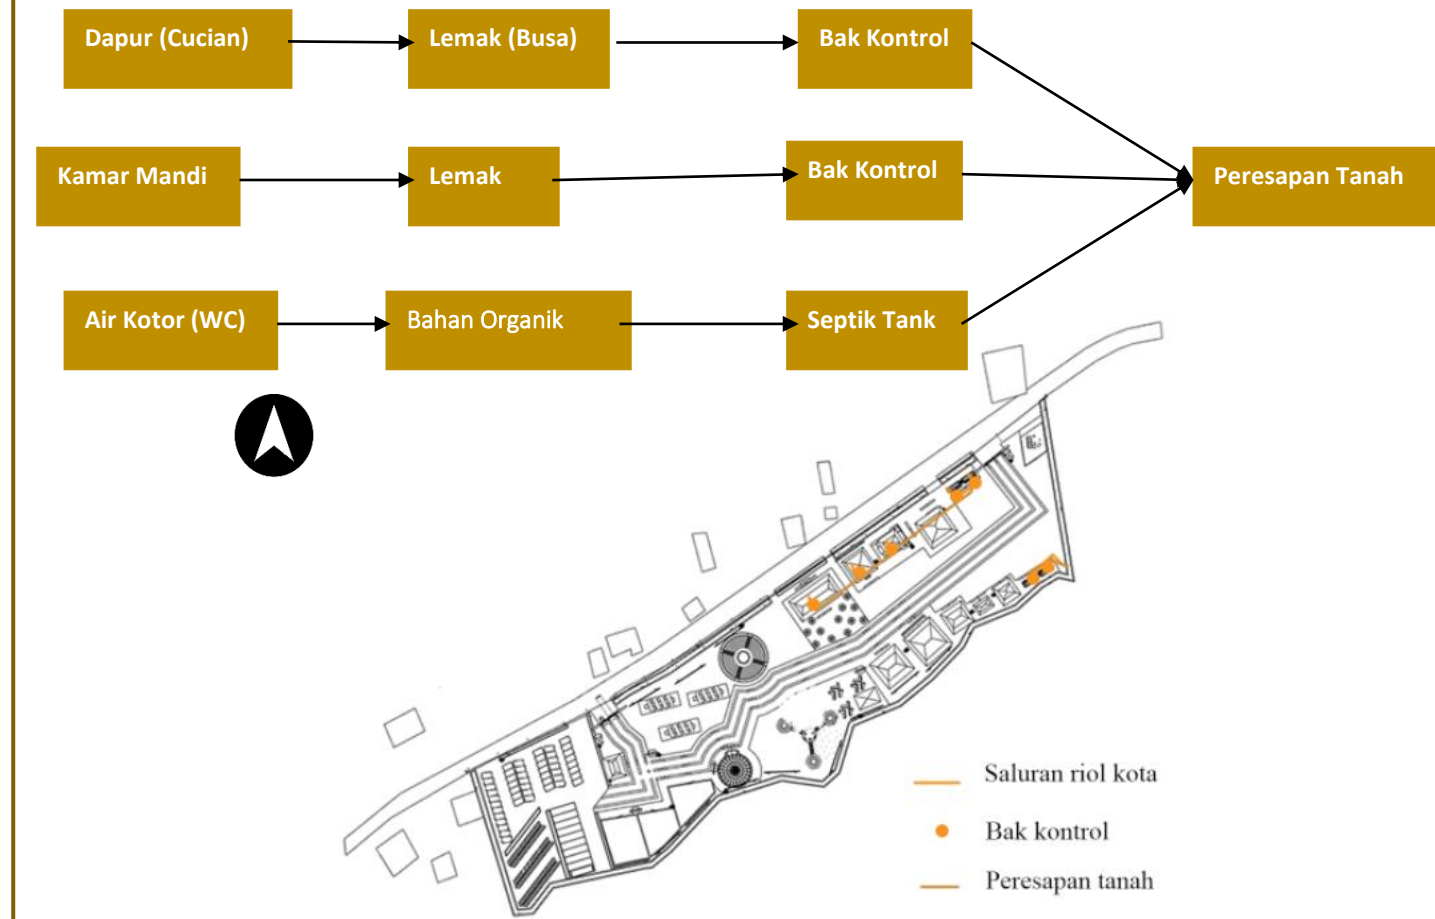 Dapur (Cucian)
Lemak (Busa)
Bak Kontrol
Kamar Mandi
Lemak
Bak Kontrol
Peresapan Tanah
Air Kotor (WC)
Bahan Organik
Septik Tank
Saluran riol kota
Bak kontrol
Peresapan tanah